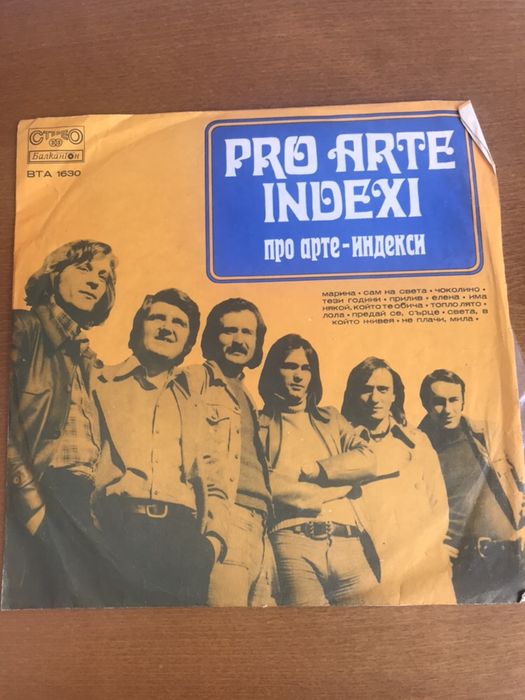 СТЕРЕО
Балкантон
ВТА 1630
PRO ARTE
INDEXI
про арте-индекси
марина • сам на света • чоколино •
тези години • прилив • елена • има
някой, който те обича • топло лято •
лола • предай се, сърце • света, в
който живея • не плачи, мила •